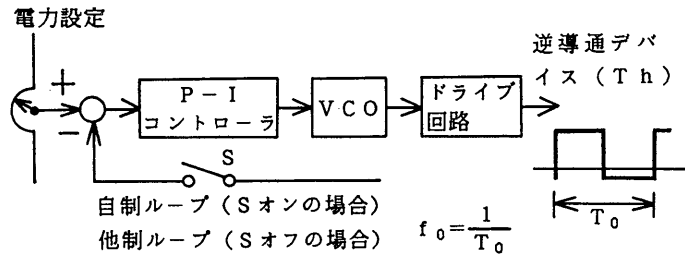 電力設定
+
−
P－I
コントローラ
VCO
ドライブ
回路
逆導通デバ
イス（Th）
S
自制ループ（Sオンの場合）
他制ループ（Sオフの場合）
f₀＝1/T₀
T₀